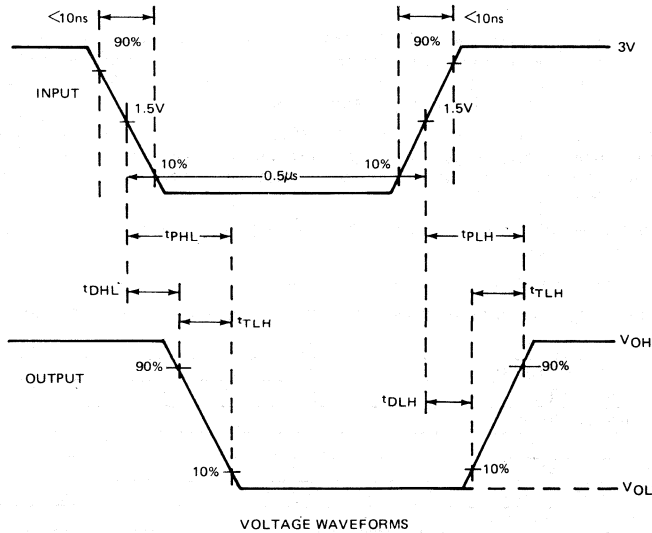 <10ns
<10ns
90%
90%
3V
INPUT
1.5V
1.5V
10%
10%
0.5μs
tPHL
tPLH
tDHL
tTLH
tTLH
VOH
90%
90%
OUTPUT
tDLH
10%
10%
VOL
VOLTAGE WAVEFORMS